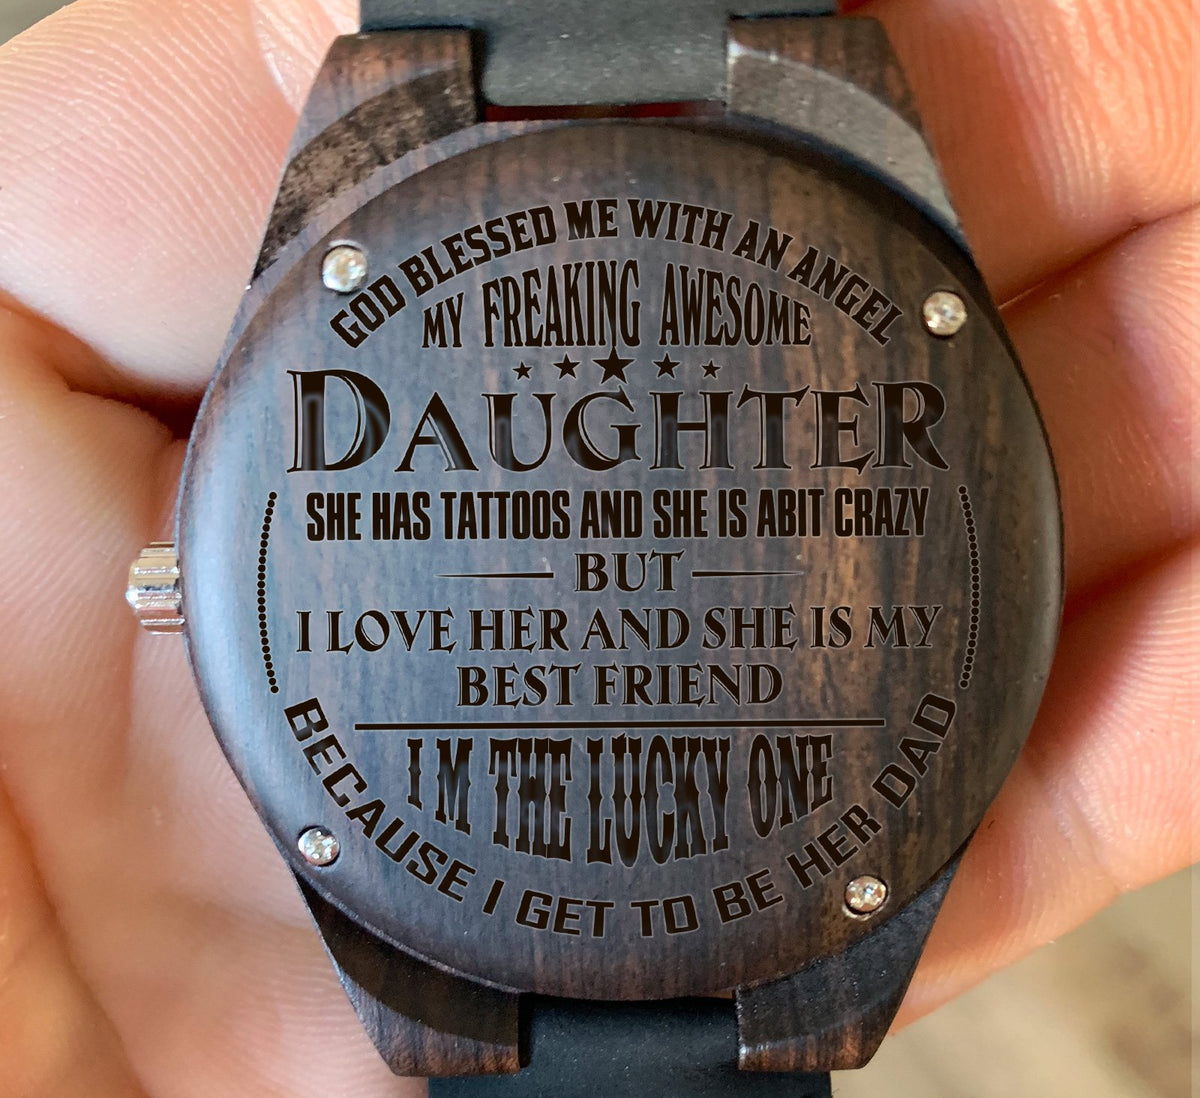 GOD BLESSED ME WITH AN ANGEL
MY FREAKING AWESOME
DAUGHTER
SHE HAS TATTOOS AND SHE IS ABIT CRAZY
BUT
I LOVE HER AND SHE IS MY
BEST FRIEND
I M THE LUCKY ONE
BECAUSE I GET TO BE HER DAD